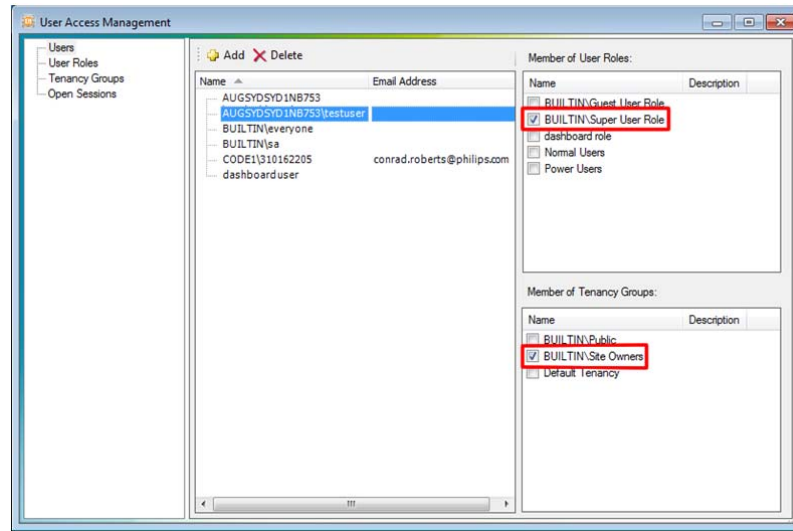 User Access Management
Users
User Roles
Tenancy Groups
Open Sessions
Add Delete
Name Email Address
AUGSYDSYD1NB753
AUGSYDSYD1NB753\testuser
BUILTIN\everyone
BUILTIN\sa
CODE1\310162205 conrad.roberts@philips.com
dashboarduser
Member of User Roles:
Name Description
BUILTIN\Guest User Role
BUILTIN\Super User Role
dashboard role
Normal Users
Power Users
Member of Tenancy Groups:
Name Description
BUILTIN\Public
BUILTIN\Site Owners
Default Tenancy